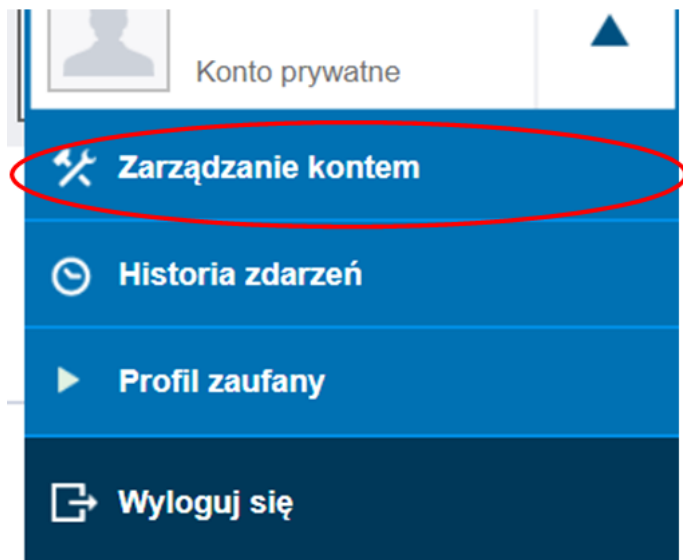 Konto prywatne
Zarządzanie kontem
Historia zdarzeń
Profil zaufany
Wyloguj się